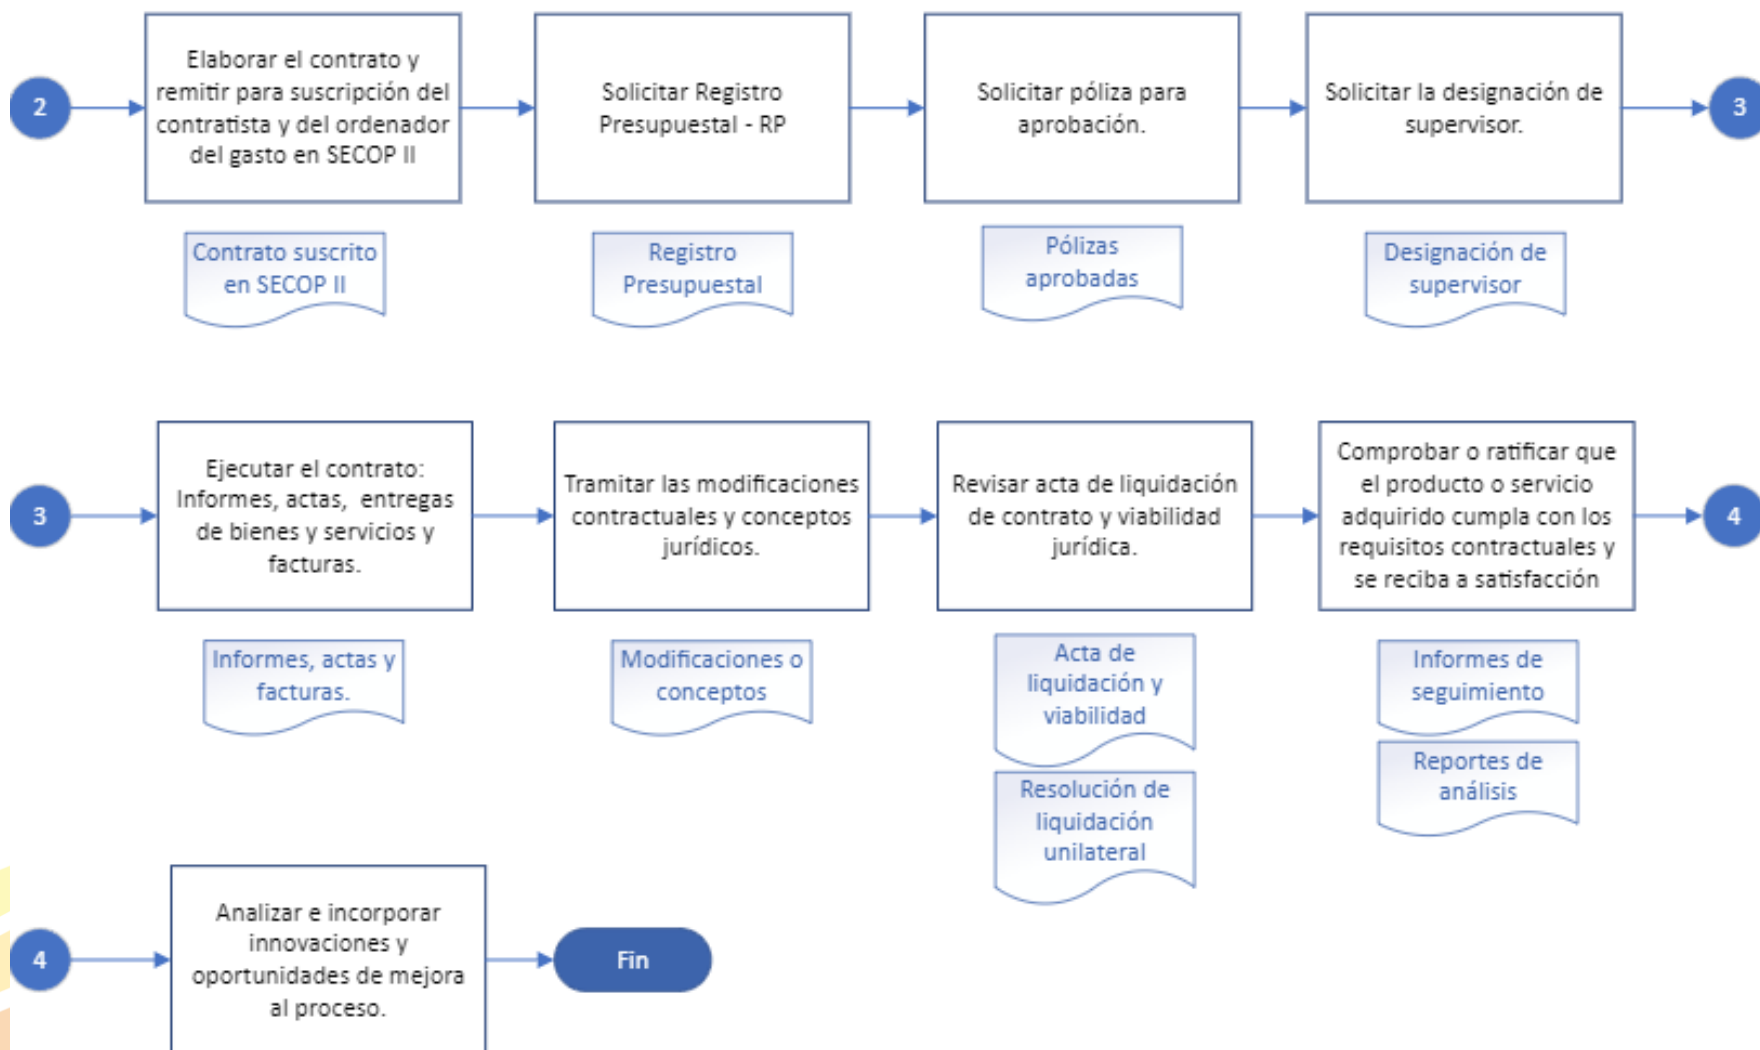 2
Elaborar el contrato y
remitir para suscripción del
contratista y del ordenador
del gasto en SECOP II
Solicitar Registro
Presupuestal - RP
Solicitar póliza para
aprobación.
Solicitar la designación de
supervisor.
3
Contrato suscrito
en SECOP II
Registro
Presupuestal
Pólizas
aprobadas
Designación de
supervisor
3
Ejecutar el contrato:
Informes, actas, entregas
de bienes y servicios y
facturas.
Tramitar las modificaciones
contractuales y conceptos
jurídicos.
Revisar acta de liquidación
de contrato y viabilidad
jurídica.
Comprobar o ratificar que
el producto o servicio
adquirido cumpla con los
requisitos contractuales y
se reciba a satisfacción
4
Informes, actas y
facturas.
Modificaciones o
conceptos
Acta de
liquidación y
viabilidad
Resolución de
liquidación
unilateral
Informes de
seguimiento
Reportes de
análisis
4
Analizar e incorporar
innovaciones y
oportunidades de mejora
al proceso.
Fin